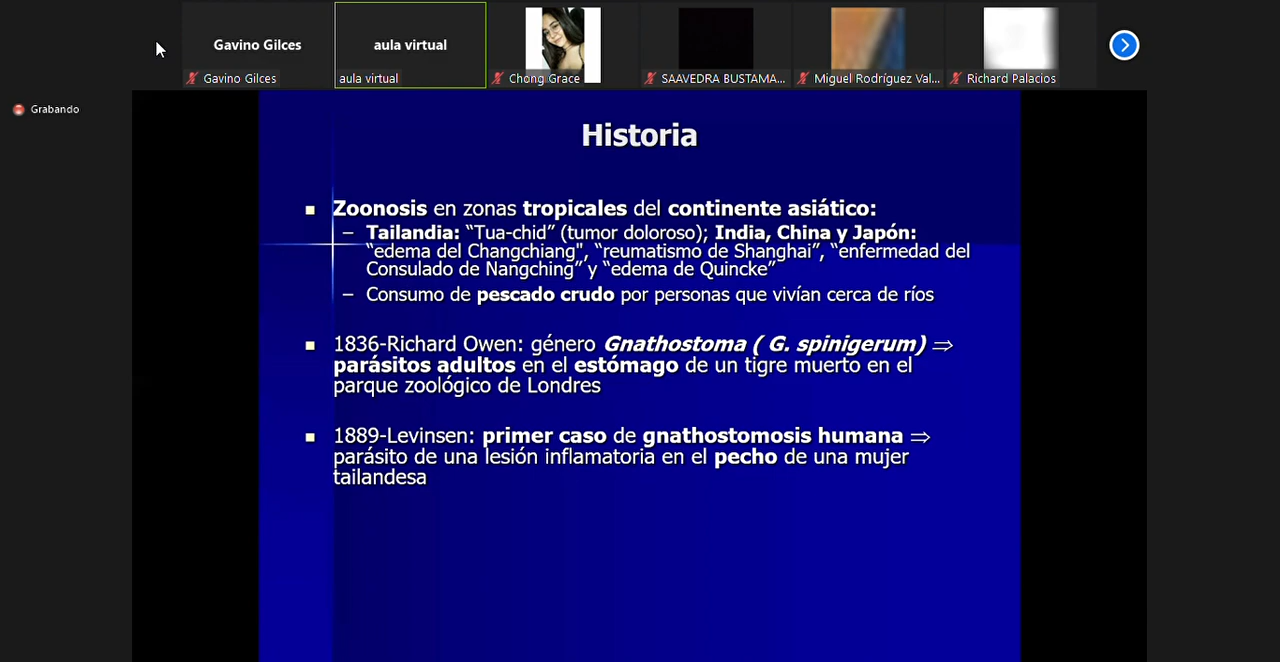 Gavino Gilces
aula virtual
Gavino Gilces
aula virtual
Chong Grace
SAAVEDRA BUSTAMA...
Miguel Rodríguez Val...
Richard Palacios
Grabando
Historia
Zoonosis en zonas tropicales del continente asiático:
– Tailandia: “Tua-chid” (tumor doloroso); India, China y Japón:
“edema del Changchiang", “reumatismo de Shanghai”, “enfermedad del
Consulado de Nangching” y “edema de Quincke”
– Consumo de pescado crudo por personas que vivían cerca de ríos
1836-Richard Owen: género Gnathostoma ( G. spinigerum) ⇒
parásitos adultos en el estómago de un tigre muerto en el
parque zoológico de Londres
1889-Levinsen: primer caso de gnathostomosis humana ⇒
parásito de una lesión inflamatoria en el pecho de una mujer
tailandesa